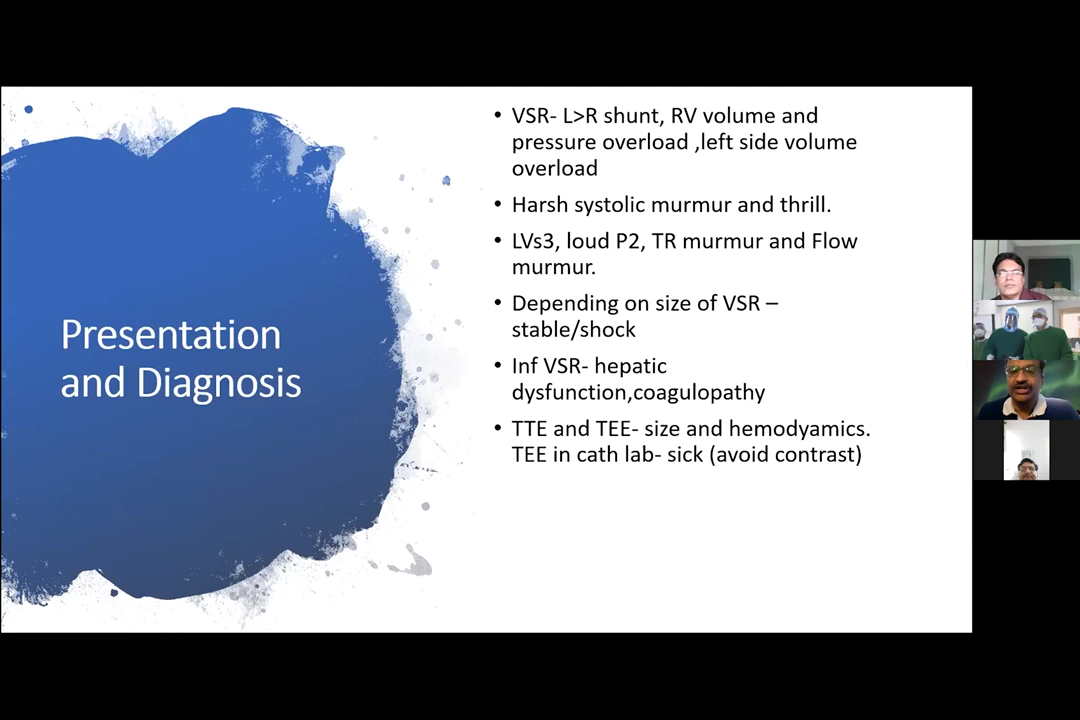 Presentation
and Diagnosis
• VSR- L>R shunt, RV volume and
pressure overload ,left side volume
overload
• Harsh systolic murmur and thrill.
• LVs3, loud P2, TR murmur and Flow
murmur.
• Depending on size of VSR –
stable/shock
• Inf VSR- hepatic
dysfunction,coagulopathy
• TTE and TEE- size and hemodyamics.
TEE in cath lab- sick (avoid contrast)